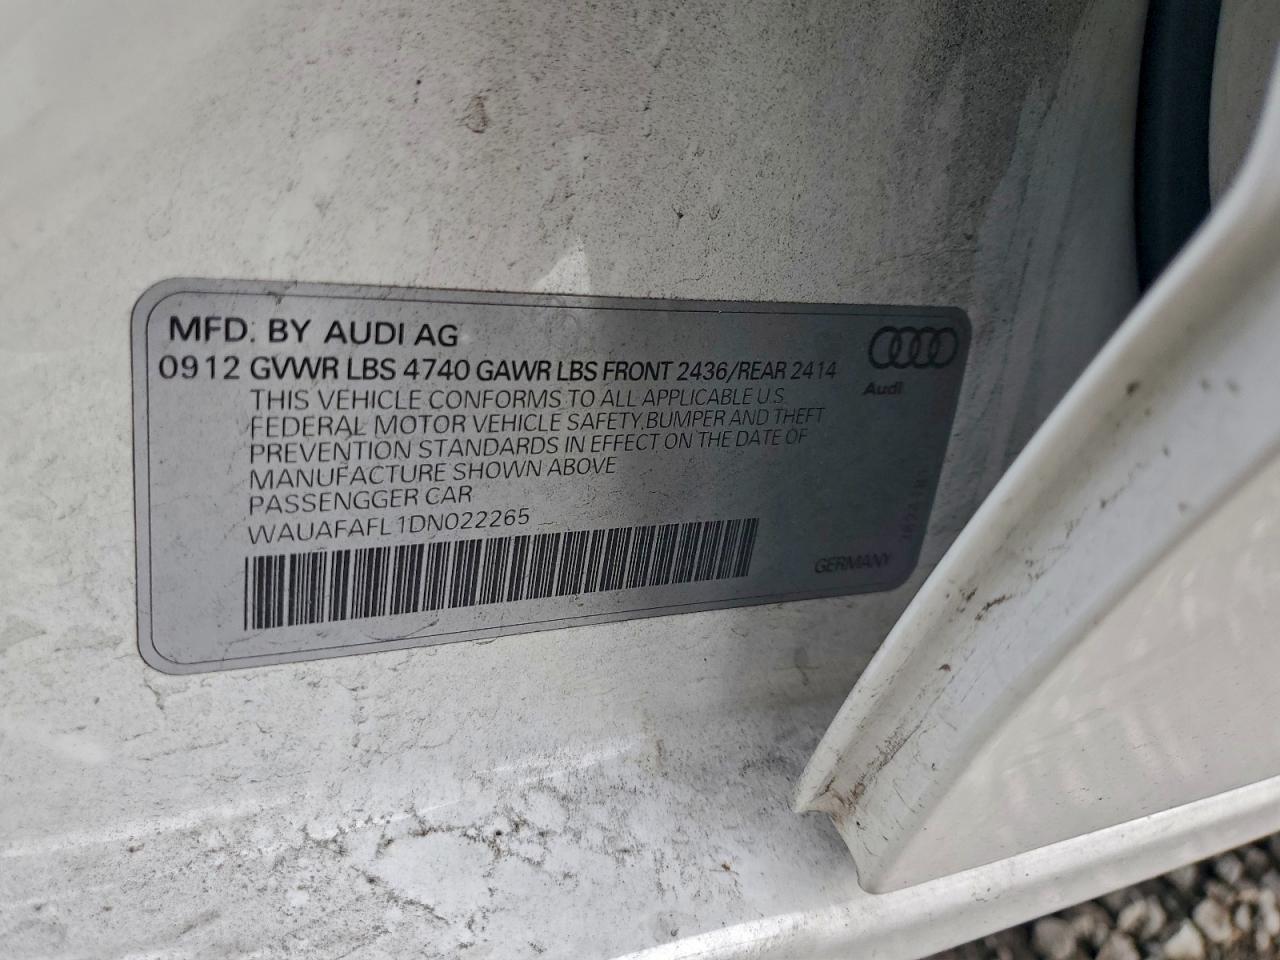 MFD. BY AUDI AG
0912 GVWR LBS 4740 GAWR LBS FRONT 2436/REAR 2414
Audi
THIS VEHICLE CONFORMS TO ALL APPLICABLE U.S.
FEDERAL MOTOR VEHICLE SAFETY,BUMPER AND THEFT
PREVENTION STANDARDS IN EFFECT ON THE DATE OF
MANUFACTURE SHOWN ABOVE
PASSENGGER CAR
WAUAFAFL1DN022265
GERMANY